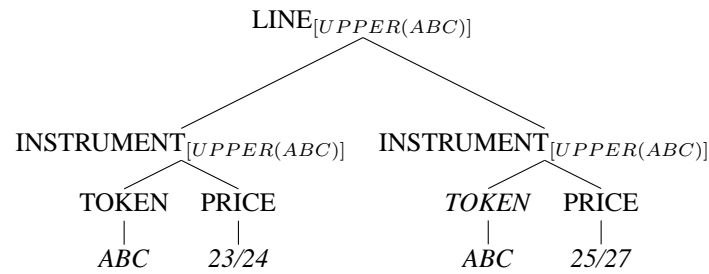 LINE[UPPER(ABC)]
INSTRUMENT[UPPER(ABC)] INSTRUMENT[UPPER(ABC)]
TOKEN PRICE TOKEN PRICE
ABC 23/24 ABC 25/27